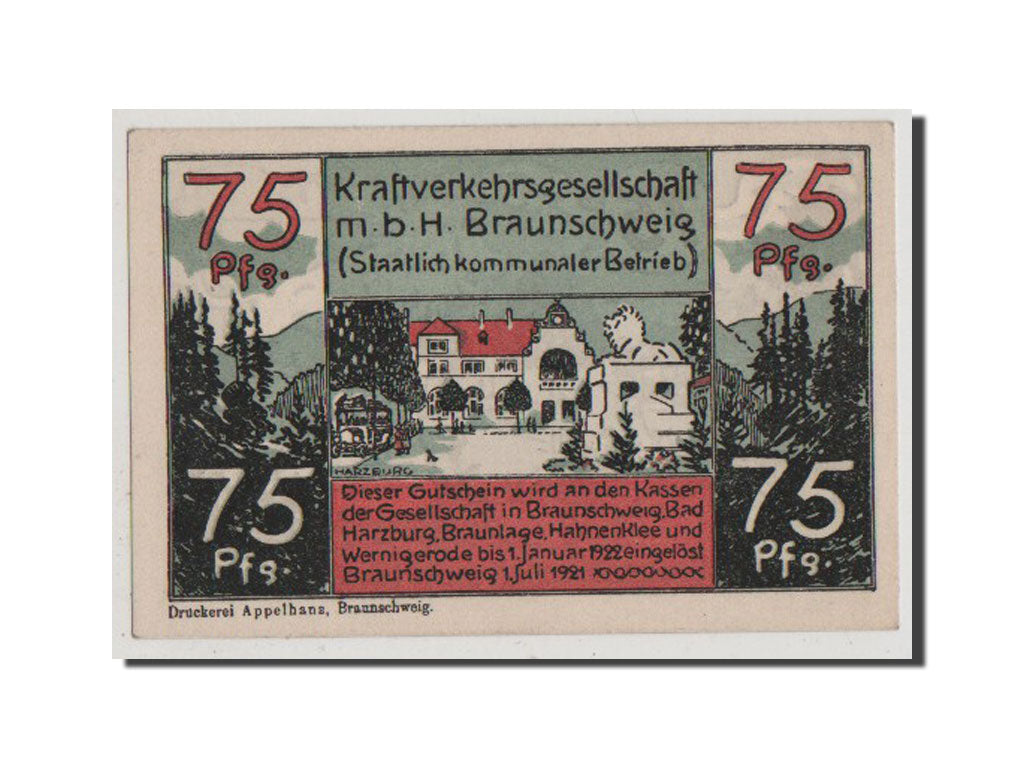 75
Pfg.
Kraftverkehrsgesellschaft
m.b.H. Braunschweig
(Staatlich kommunaler Betrieb)
75
Pfg.
HARZBURG
75
Pfg.
Dieser Gutschein wird an den Kassen
der Gesellschaft in Braunschweig, Bad
Harzburg, Braunlage, Hahnenklee und
Wernigerode bis 1. Januar 1922 eingelöst
Braunschweig 1. Juli 1921
75
Pfg.
Druckerei Appelhans, Braunschweig.